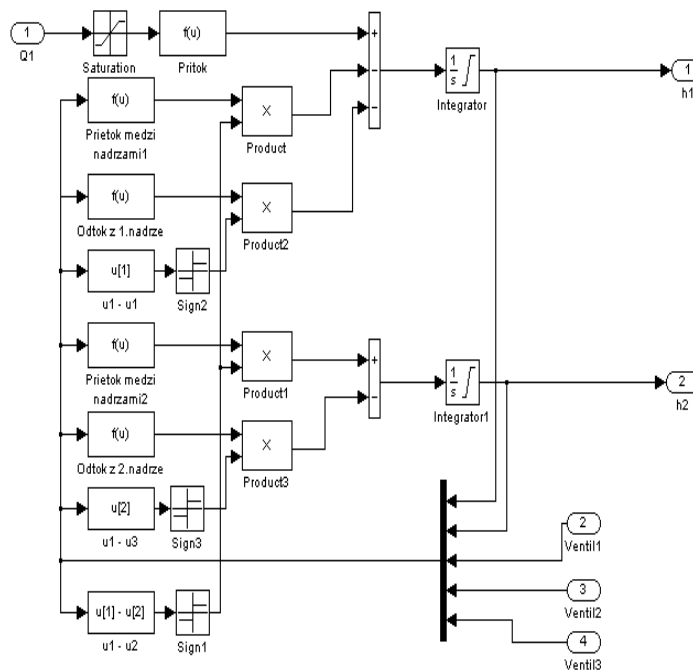 1
Q1
Saturation
f(u)
Pritok
+
−
−
1
s
Integrator
1
h1
f(u)
Prietok medzi
nadrzami1
X
Product
f(u)
Odtok z 1.nadrze
X
Product2
u[1]
u1 - u1
Sign2
f(u)
Prietok medzi
nadrzami2
X
Product1
+
−
1
s
Integrator1
2
h2
f(u)
Odtok z 2.nadrze
X
Product3
u[2]
u1 - u3
Sign3
2
Ventil1
3
Ventil2
u[1] - u[2]
u1 - u2
Sign1
4
Ventil3